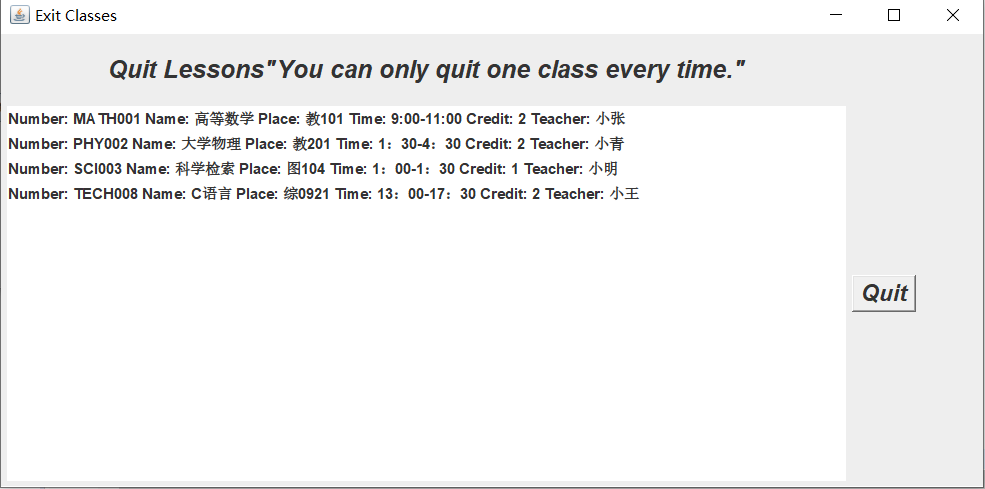 Exit Classes
Quit Lessons"You can only quit one class every time."
Number: MATH001 Name: 高等数学 Place: 教101 Time: 9:00-11:00 Credit: 2 Teacher: 小张
Number: PHY002 Name: 大学物理 Place: 教201 Time: 1：30-4：30 Credit: 2 Teacher: 小青
Number: SCI003 Name: 科学检索 Place: 图104 Time: 1：00-1：30 Credit: 1 Teacher: 小明
Number: TECH008 Name: C语言 Place: 综0921 Time: 13：00-17：30 Credit: 2 Teacher: 小王
Quit